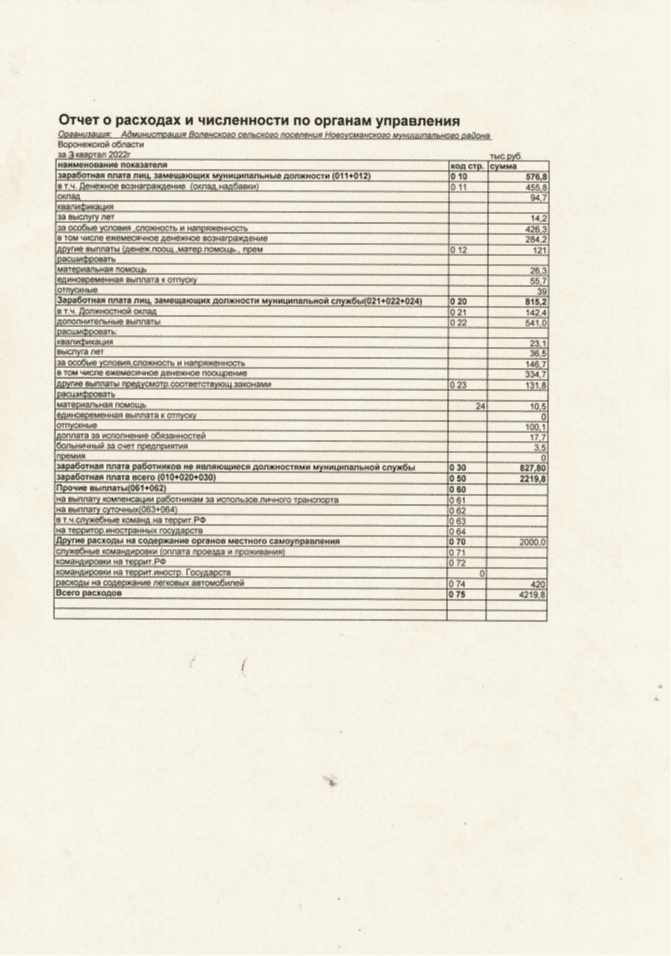 Отчет о расходах и численности по органам управления
Организация: Администрация Воленского сельского поселения Новоусманского муниципального района
Воронежской области
за 3 квартал 2022г тыс.руб.
наименование показателя код стр. сумма
заработная плата лиц, замещающих муниципальные должности (011+012) 0 10 576,8
в т.ч. Денежное вознаграждение (оклад,надбавки) 0 11 455,8
оклад 94,7
квалификация
за выслугу лет 14,2
за особые условия ,сложность и напряженность 426,3
в том числе ежемесячное денежное вознаграждение 284,2
другие выплаты (денеж.поощ.,матер.помощь., прем 0 12 121
расшифровать
материальная помощь 26,3
единовременная выплата к отпуску 55,7
отпускные 39
Заработная плата лиц, замещающих должности муниципальной службы(021+022+024) 0 20 815,2
в т.ч. Должностной оклад 0 21 142,4
дополнительные выплаты 0 22 541,0
расшифровать:
квалификация 23,1
выслуга лет 36,5
за особые условия,сложность и напряженность 146,7
в том числе ежемесячное денежное поощрение 334,7
другие выплаты предусмотр.соответствующ.законами 0 23 131,8
расшифровать
материальная помощь 24 10,5
единовременная выплата к отпуску 0
отпускные 100,1
доплата за исполнение обязанностей 17,7
больничный за счет предприятия 3,5
премия 0
заработная плата работников не являющиеся должностями муниципальной службы 0 30 827,80
заработная плата всего (010+020+030) 0 50 2219,8
Прочие выплаты(061+062) 0 60
на выплату компенсации работникам за использов.личного транспорта 0 61
на выплату суточных(063+064) 0 62
в т.ч.служебные команд.на террит.РФ 0 63
на территор.иностранных государств 0 64
Другие расходы на содержание органов местного самоуправления 0 70 2000,0
служебные командировки (оплата проезда и проживания) 0 71
командировки на террит.РФ 0 72
командировки на террит.иностр. Государств 0
расходы на содержание легковых автомобилей 0 74 420
Всего расходов 0 75 4219,8